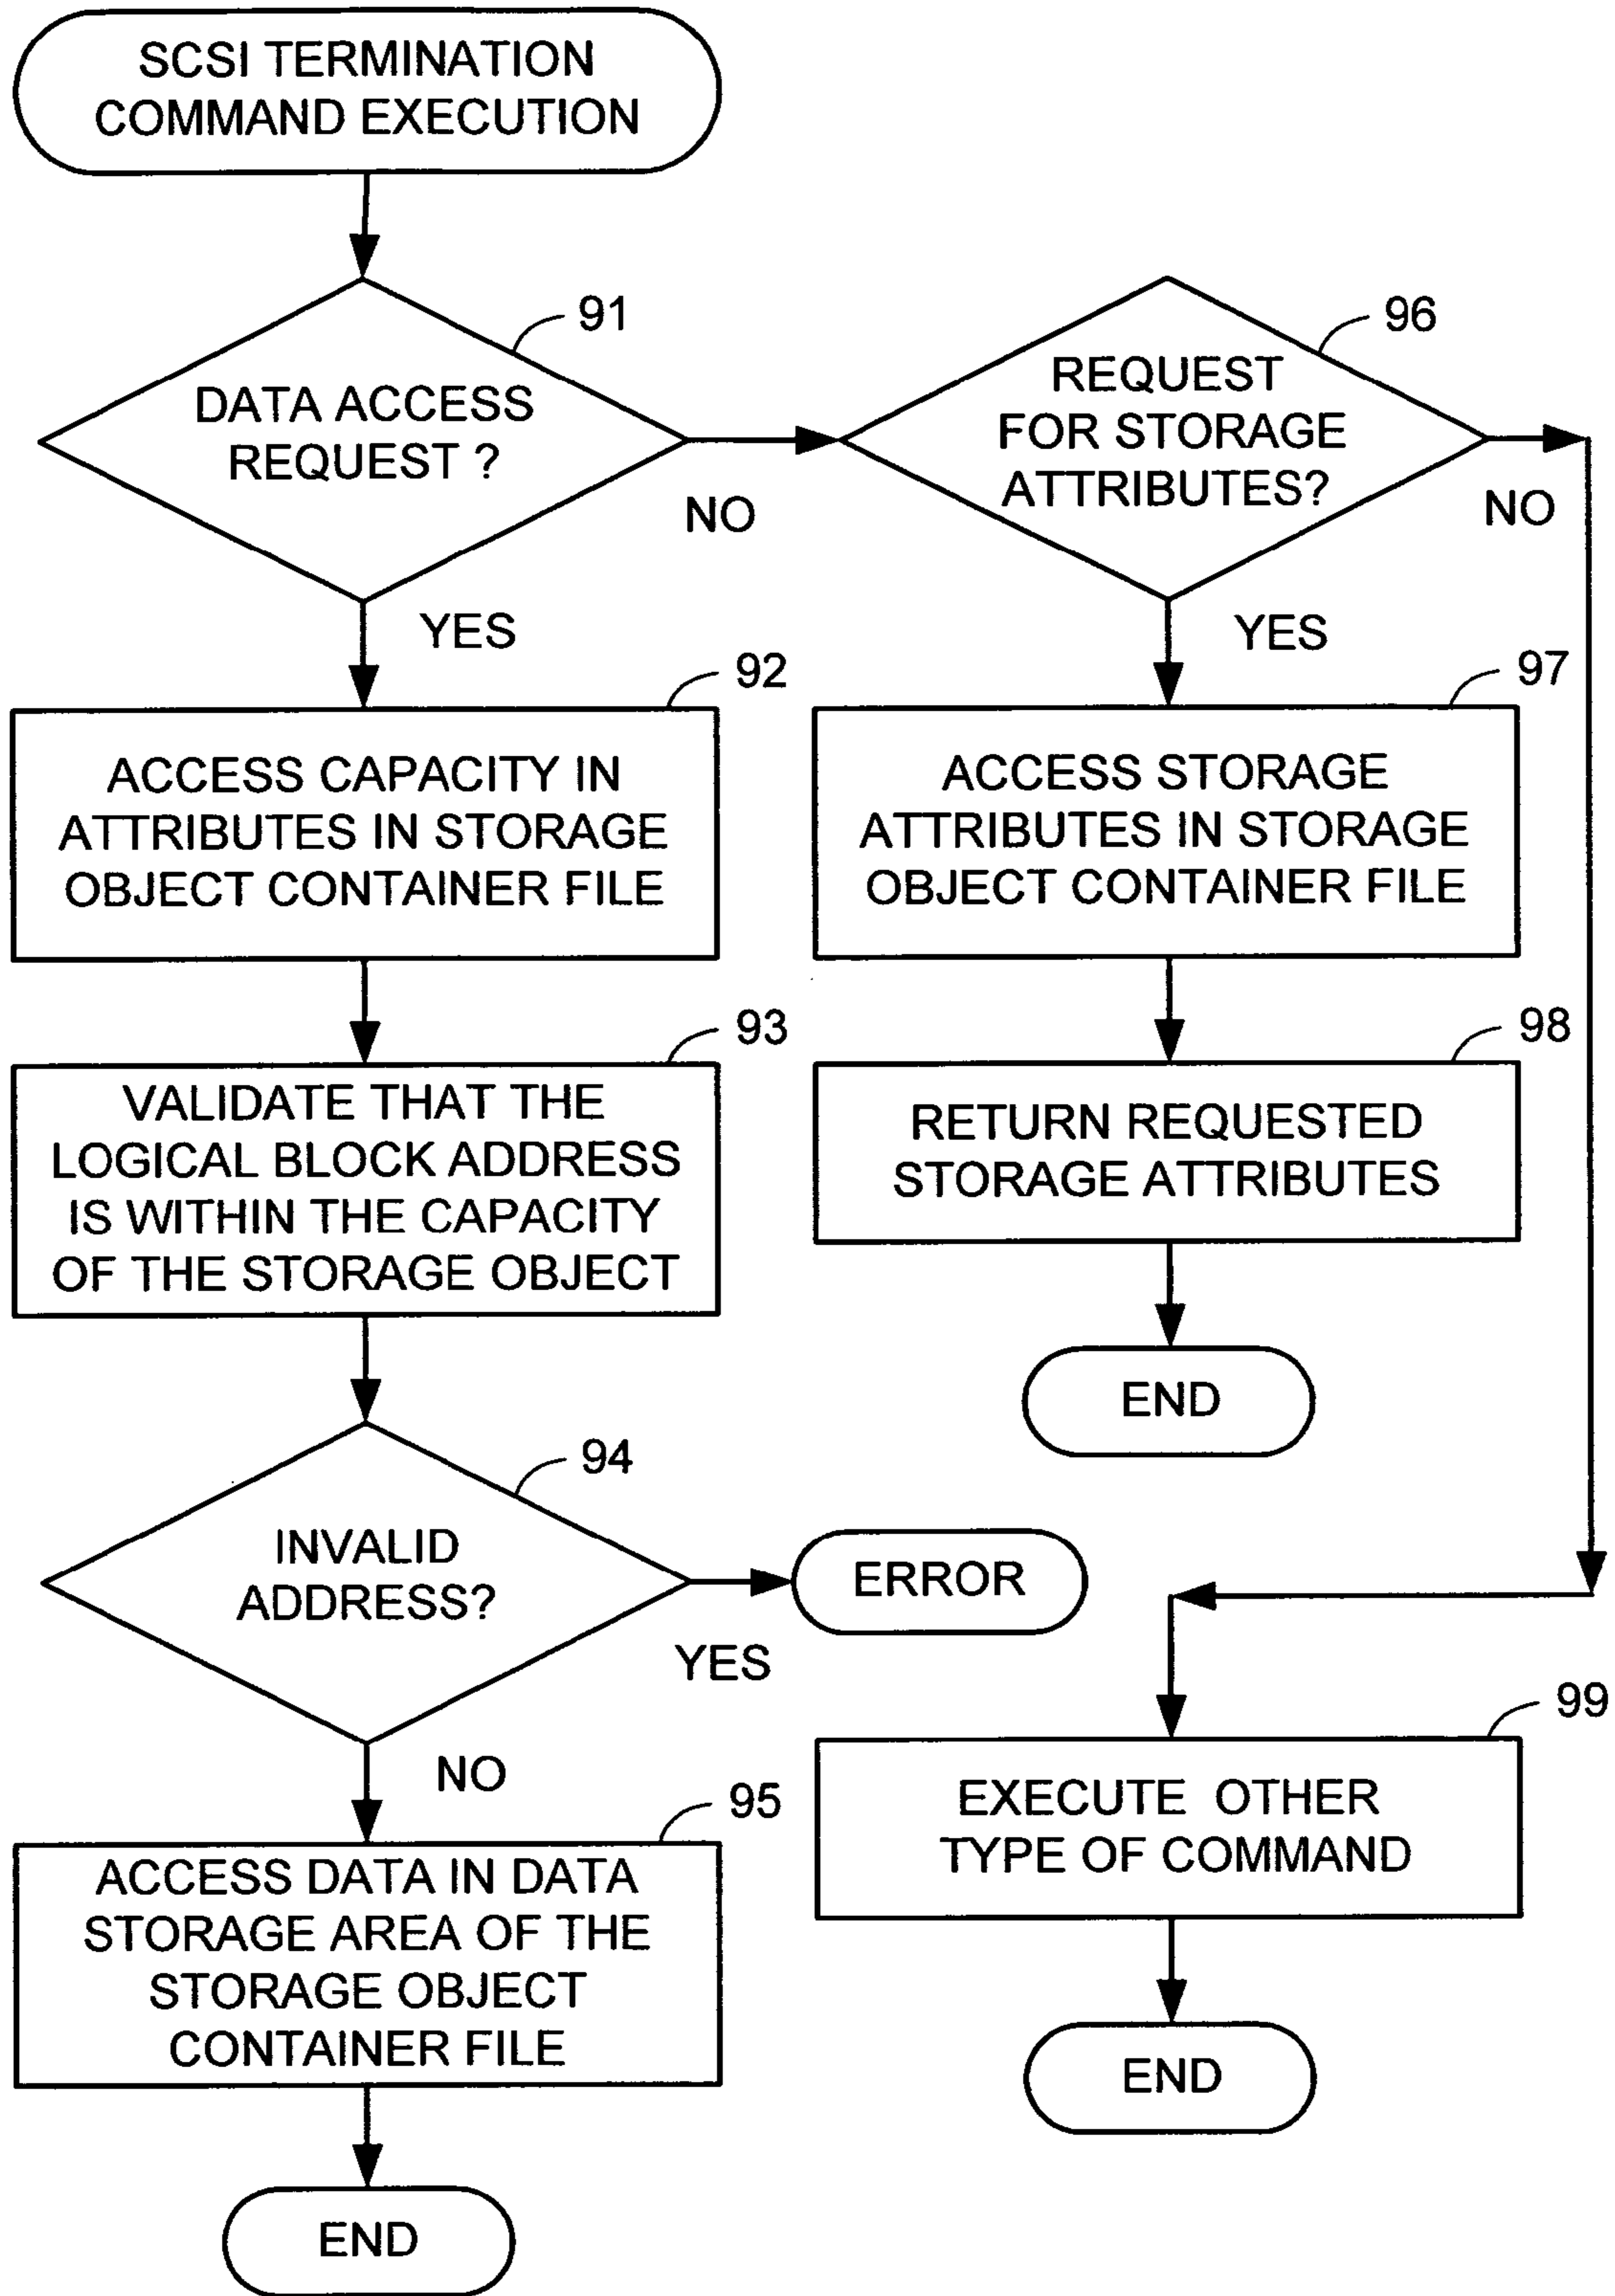 SCSI TERMINATION
COMMAND EXECUTION
91
DATA ACCESS
REQUEST ?
NO
YES
92
ACCESS CAPACITY IN
ATTRIBUTES IN STORAGE
OBJECT CONTAINER FILE
93
VALIDATE THAT THE
LOGICAL BLOCK ADDRESS
IS WITHIN THE CAPACITY
OF THE STORAGE OBJECT
94
INVALID
ADDRESS?
YES
ERROR
NO
95
ACCESS DATA IN DATA
STORAGE AREA OF THE
STORAGE OBJECT
CONTAINER FILE
END
96
REQUEST
FOR STORAGE
ATTRIBUTES?
NO
YES
97
ACCESS STORAGE
ATTRIBUTES IN STORAGE
OBJECT CONTAINER FILE
98
RETURN REQUESTED
STORAGE ATTRIBUTES
END
99
EXECUTE OTHER
TYPE OF COMMAND
END